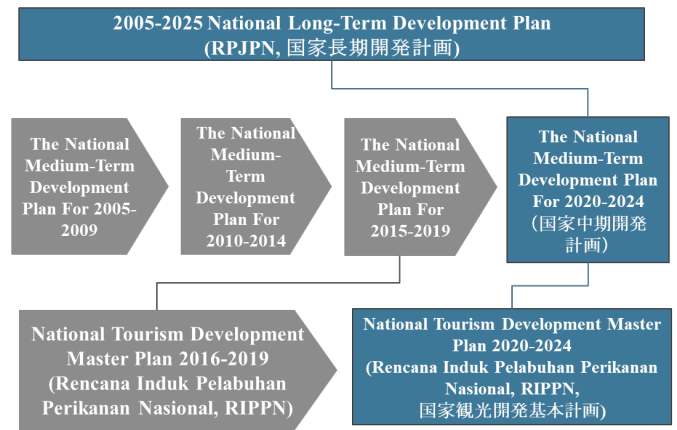 2005-2025 National Long-Term Development Plan
(RPJPN, 国家長期開発計画)
The National
Medium-Term
Development
Plan For 2005-
2009
The National
Medium-
Term
Development
Plan For
2010-2014
The National
Medium-Term
Development
Plan For
2015-2019
The National
Medium-Term
Development Plan
For 2020-2024
（国家中期開発
計画）
National Tourism Development
Master Plan 2016-2019
(Rencana Induk Pelabuhan
Perikanan Nasional, RIPPN)
National Tourism Development Master
Plan 2020-2024
(Rencana Induk Pelabuhan Perikanan
Nasional, RIPPN,
国家観光開発基本計画)